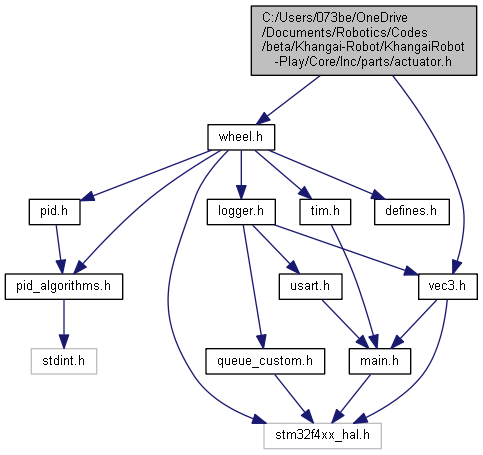 C:/Users/073be/OneDrive
/Documents/Robotics/Codes
/beta/Khangai-Robot/KhangaiRobot
-Play/Core/Inc/parts/actuator.h
wheel.h
pid.h
logger.h
tim.h
defines.h
pid_algorithms.h
usart.h
vec3.h
stdint.h
queue_custom.h
main.h
stm32f4xx_hal.h